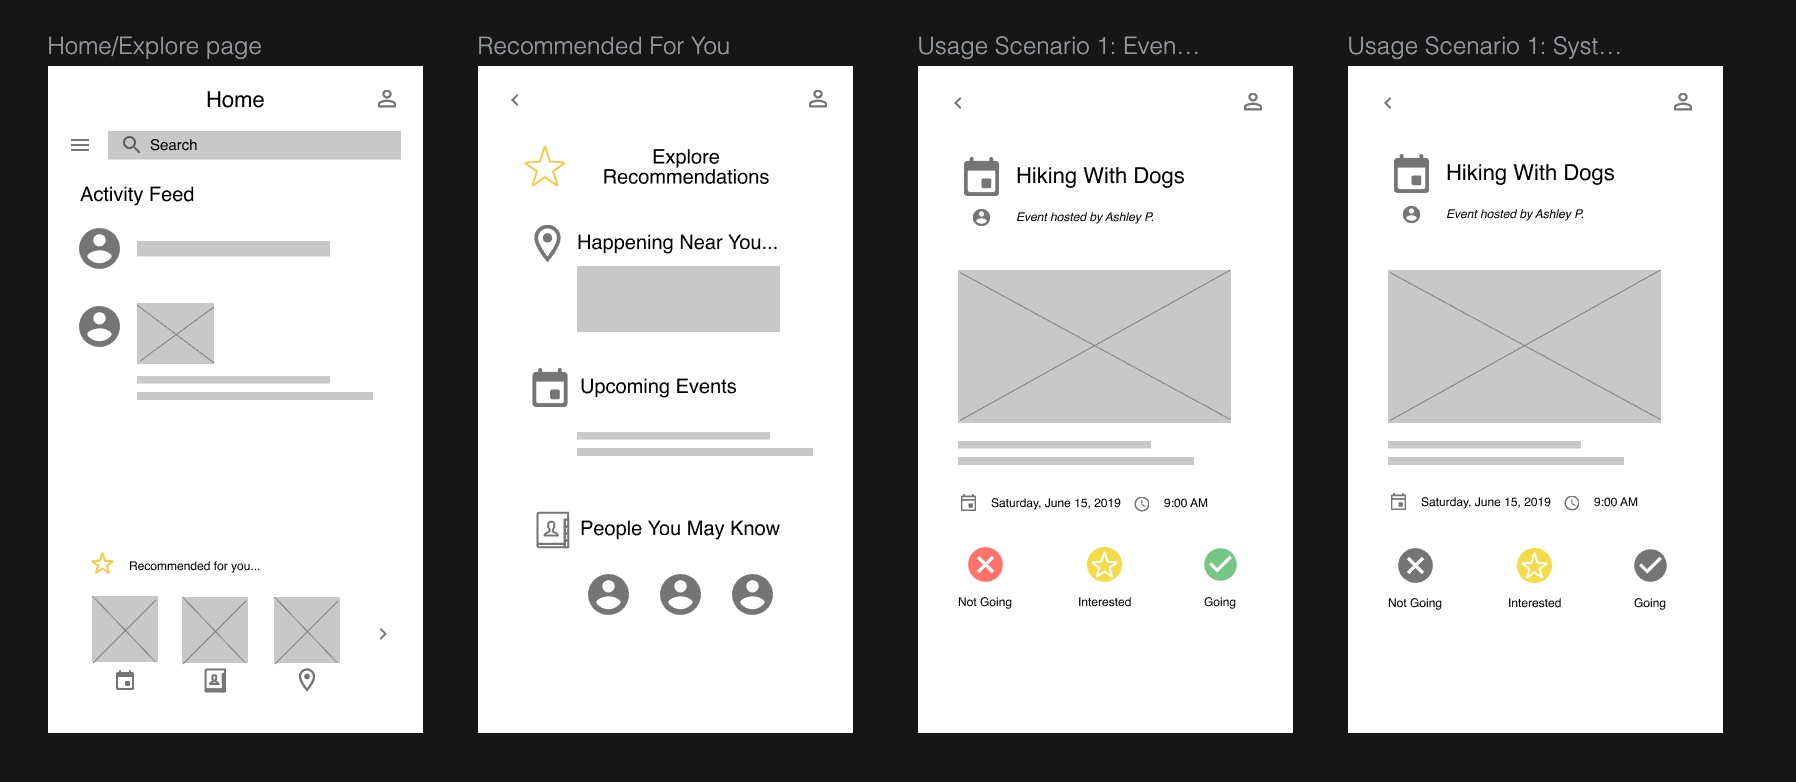 Home/Explore page
Home
Search
Activity Feed
Recommended for you...
Recommended For You
Explore
Recommendations
Happening Near You...
Upcoming Events
People You May Know
Usage Scenario 1: Even...
Hiking With Dogs
Event hosted by Ashley P.
Saturday, June 15, 2019 9:00 AM
Not Going Interested Going
Usage Scenario 1: Syst...
Hiking With Dogs
Event hosted by Ashley P.
Saturday, June 15, 2019 9:00 AM
Not Going Interested Going